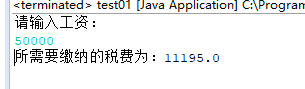 <terminated> test01 [Java Application] C:\Program
请输入工资：
50000
所需要缴纳的税费为：11195.0